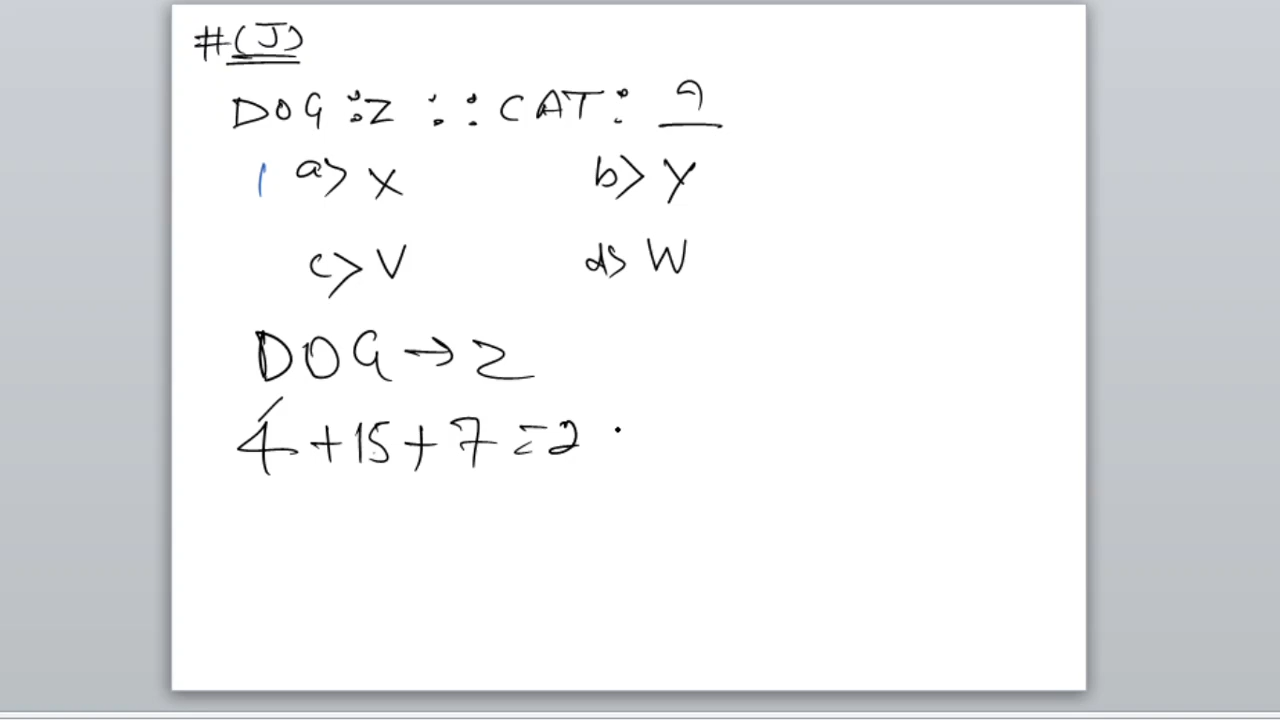 #(J)
DOG : Z :: CAT : ?
a> X b> Y
c> V d> W
DOG → Z
4 + 15 + 7 = 2